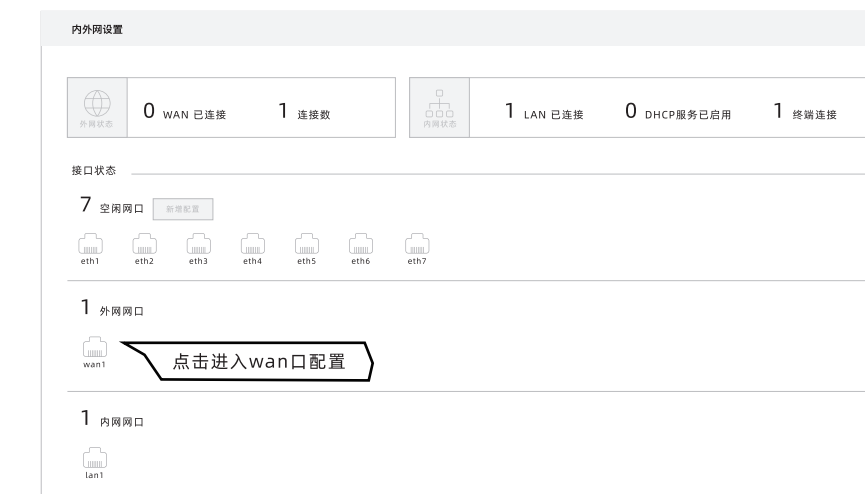 内外网设置
外网状态
0 WAN 已连接 1 连接数
内网状态
1 LAN 已连接 0 DHCP服务已启用 1 终端连接
接口状态
7 空闲网口 新增配置
eth1 eth2 eth3 eth4 eth5 eth6 eth7
1 外网网口
wan1
点击进入wan口配置
1 内网网口
lan1